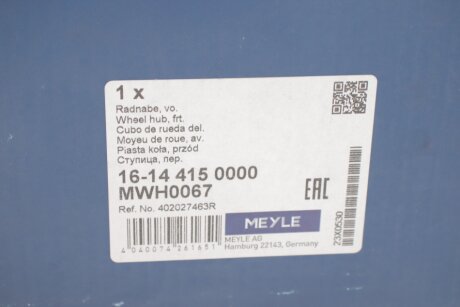 1 x
Radnabe, vo.
Wheel hub, frt.
Cubo de rueda del.
Moyeu de roue, av.
Piasta koła, przód
Ступица, пер.
16-14 415 0000
MWH0067
Ref. No. 402027463R
EAC
MEYLE
4 040074 261651
MEYLE AG
Hamburg 22143, Germany
23X0530